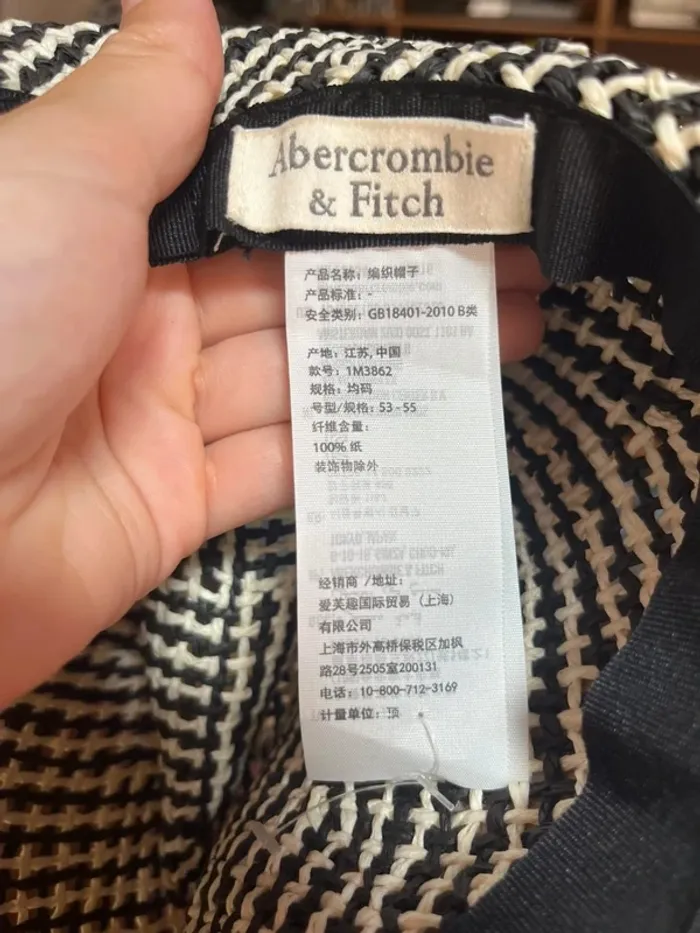 Abercrombie
& Fitch
产品名称：编织帽子
产品标准：-
安全类别：GB18401-2010 B类
产地：江苏, 中国
款号：1M3862
规格：均码
号型/规格：53 - 55
纤维含量：
100% 纸
装饰物除外
经销商 /地址：
爱芙趣国际贸易（上海）
有限公司
上海市外高桥保税区加枫
路28号2505室200131
电话：10-800-712-3169
计量单位：顶